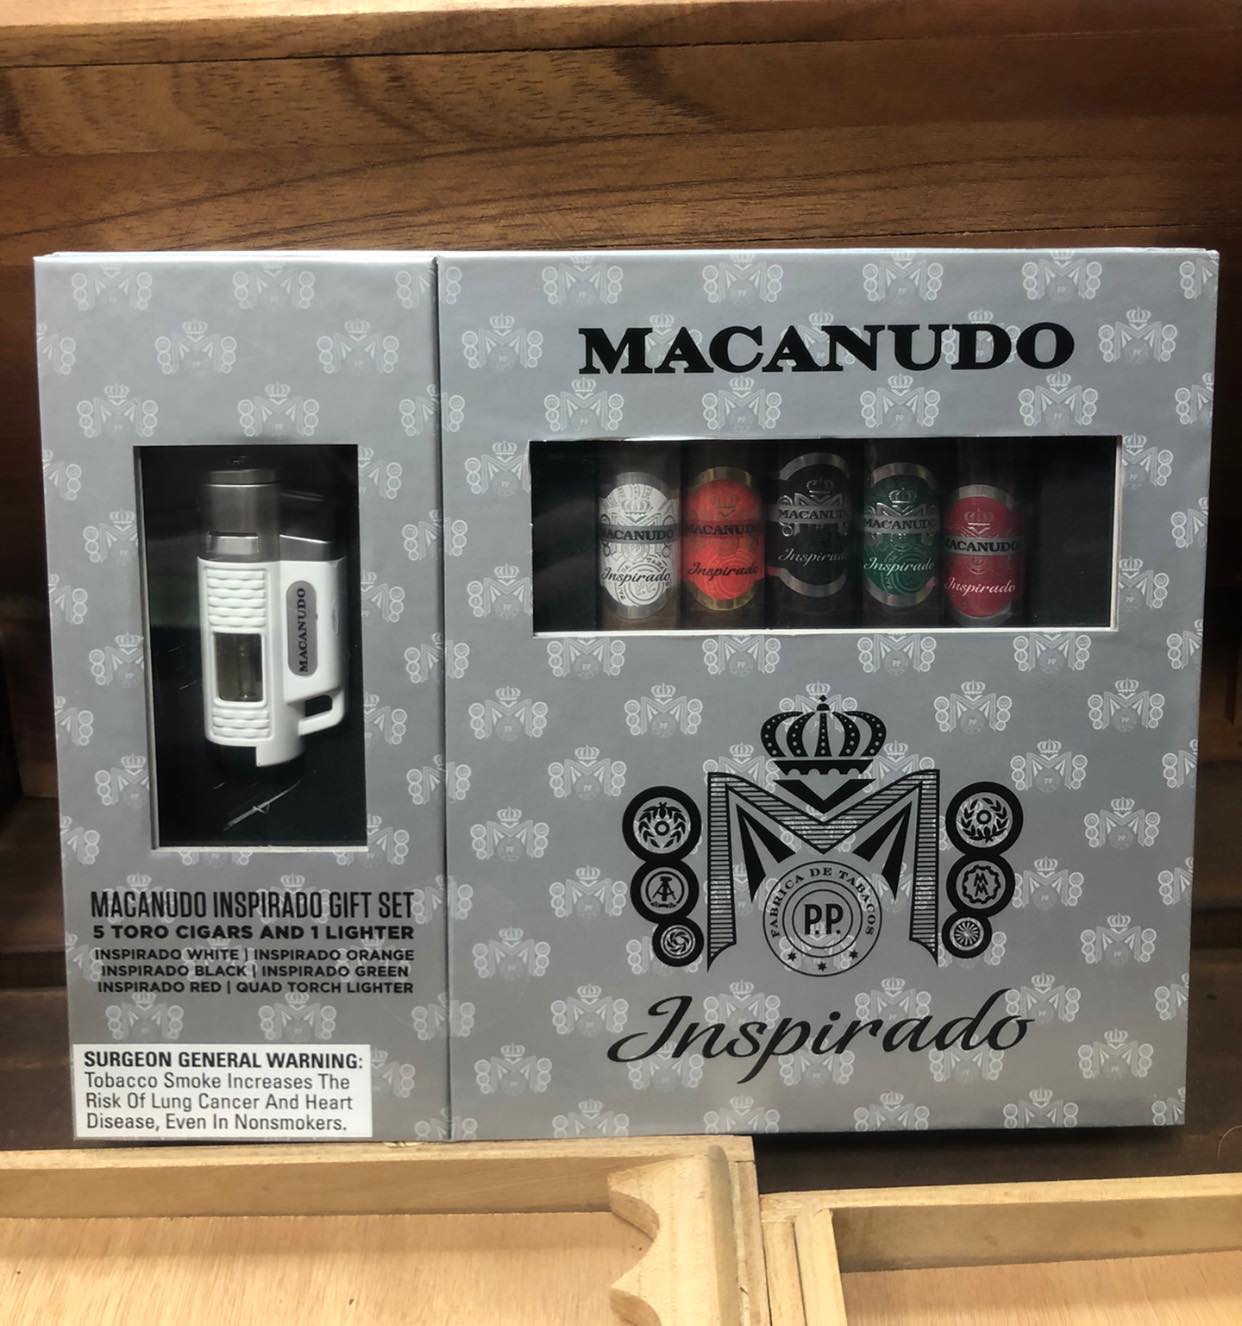 MACANUDO
MACANUDO
Inspirado
MACANUDO
Inspirado
MACANU
Inspirad
MACANUDO
Inspirado
MACANUDO
Inspirado
MACANUDO
FABRICA DE TABACOS
P.P.
Inspirado
MACANUDO INSPIRADO GIFT SET
5 TORO CIGARS AND 1 LIGHTER
INSPIRADO WHITE | INSPIRADO ORANGE
INSPIRADO BLACK | INSPIRADO GREEN
INSPIRADO RED | QUAD TORCH LIGHTER
SURGEON GENERAL WARNING:
Tobacco Smoke Increases The
Risk Of Lung Cancer And Heart
Disease, Even In Nonsmokers.